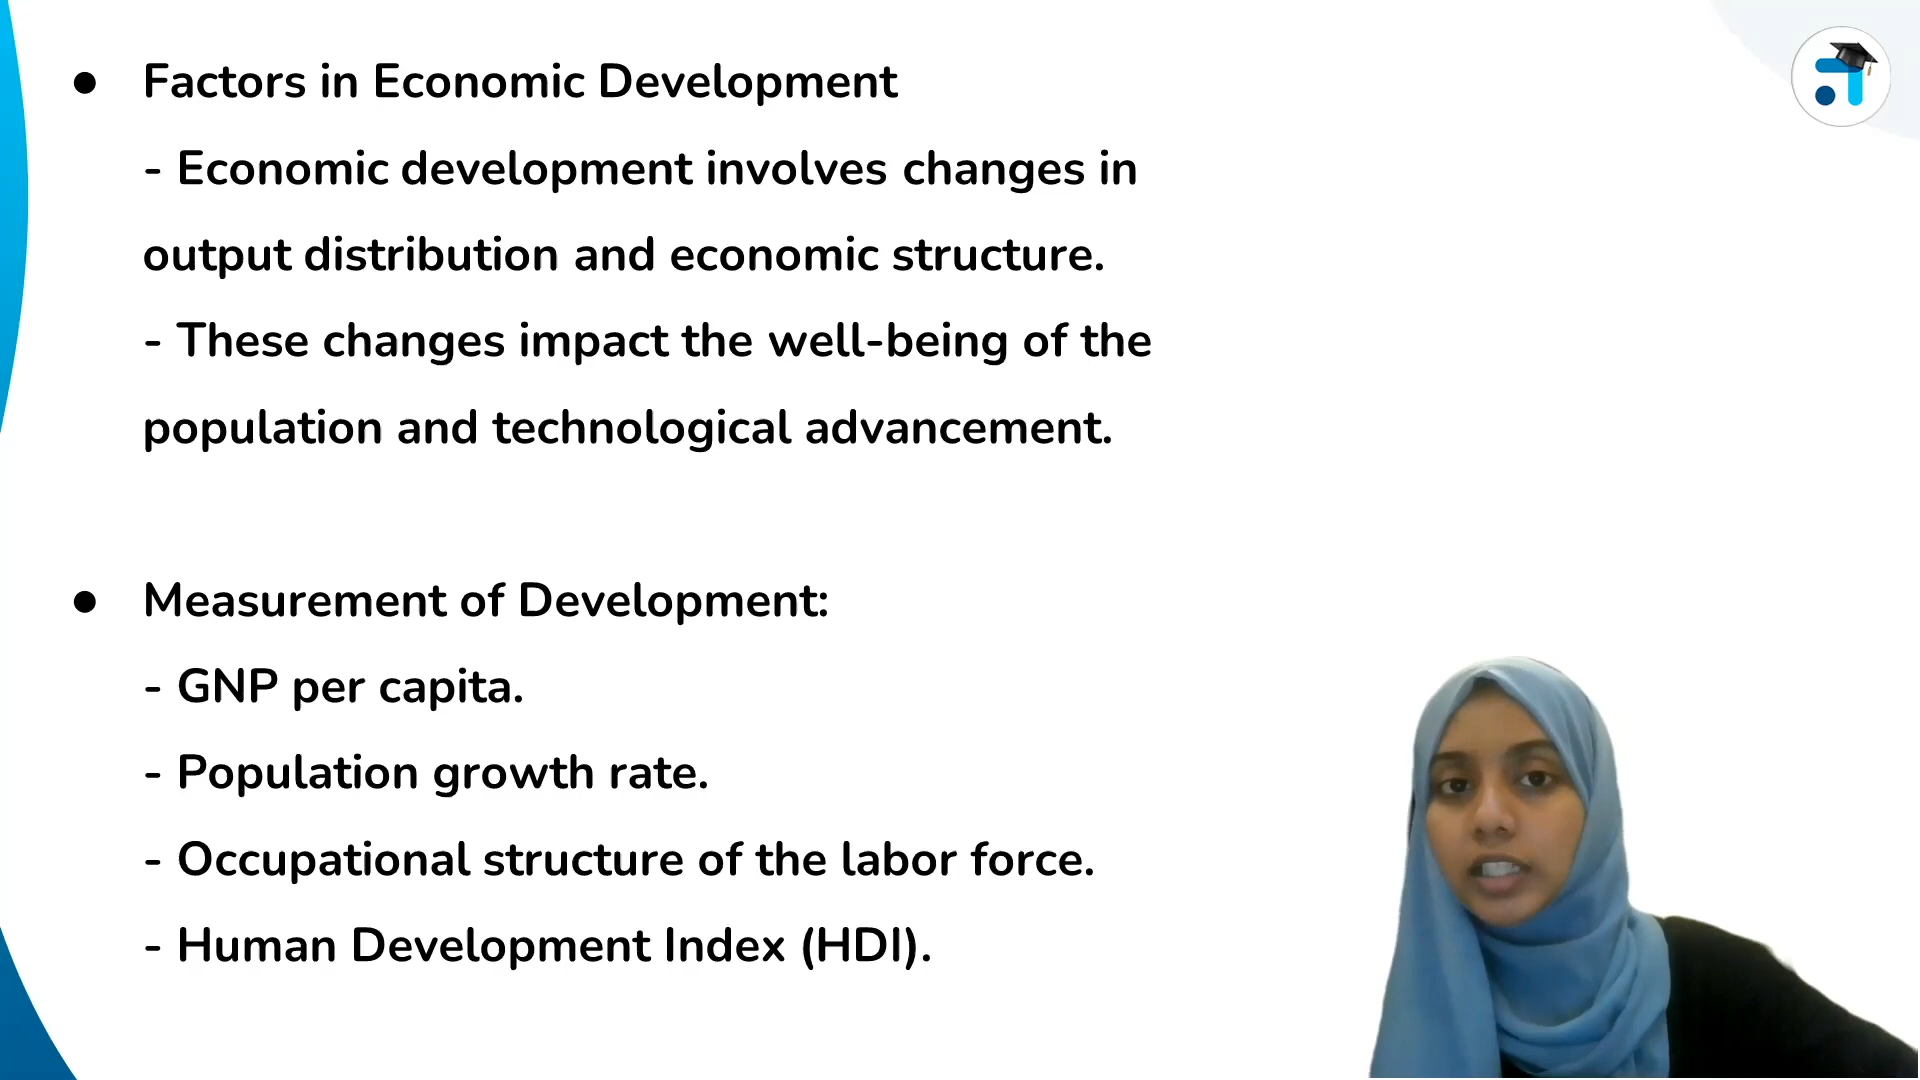 ● Factors in Economic Development
- Economic development involves changes in
output distribution and economic structure.
- These changes impact the well-being of the
population and technological advancement.
● Measurement of Development:
- GNP per capita.
- Population growth rate.
- Occupational structure of the labor force.
- Human Development Index (HDI).